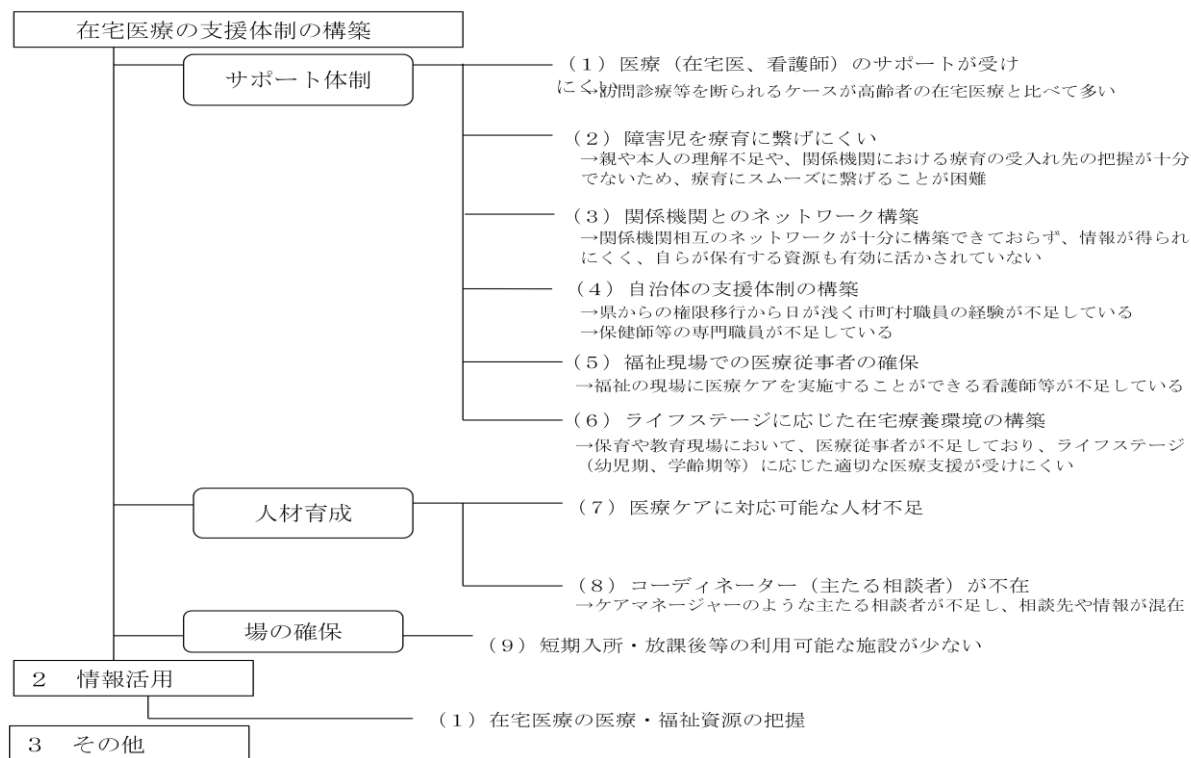 在宅医療の支援体制の構築
サポート体制
（1）医療（在宅医、看護師）のサポートが受け
にくい
→訪問診療等を断られるケースが高齢者の在宅医療と比べて多い
（2）障害児を療育に繋げにくい
→親や本人の理解不足や、関係機関における療育の受入れ先の把握が十分
でないため、療育にスムーズに繋げることが困難
（3）関係機関とのネットワーク構築
→関係機関相互のネットワークが十分に構築できておらず、情報が得られ
にくく、自らが保有する資源も有効に活かされていない
（4）自治体の支援体制の構築
→県からの権限移行から日が浅く市町村職員の経験が不足している
→保健師等の専門職員が不足している
（5）福祉現場での医療従事者の確保
→福祉の現場に医療ケアを実施することができる看護師等が不足している
（6）ライフステージに応じた在宅療養環境の構築
→保育や教育現場において、医療従事者が不足しており、ライフステージ
（幼児期、学齢期等）に応じた適切な医療支援が受けにくい
人材育成
（7）医療ケアに対応可能な人材不足
（8）コーディネーター（主たる相談者）が不在
→ケアマネージャーのような主たる相談者が不足し、相談先や情報が混在
場の確保
（9）短期入所・放課後等の利用可能な施設が少ない
2　情報活用
（1）在宅医療の医療・福祉資源の把握
3　その他